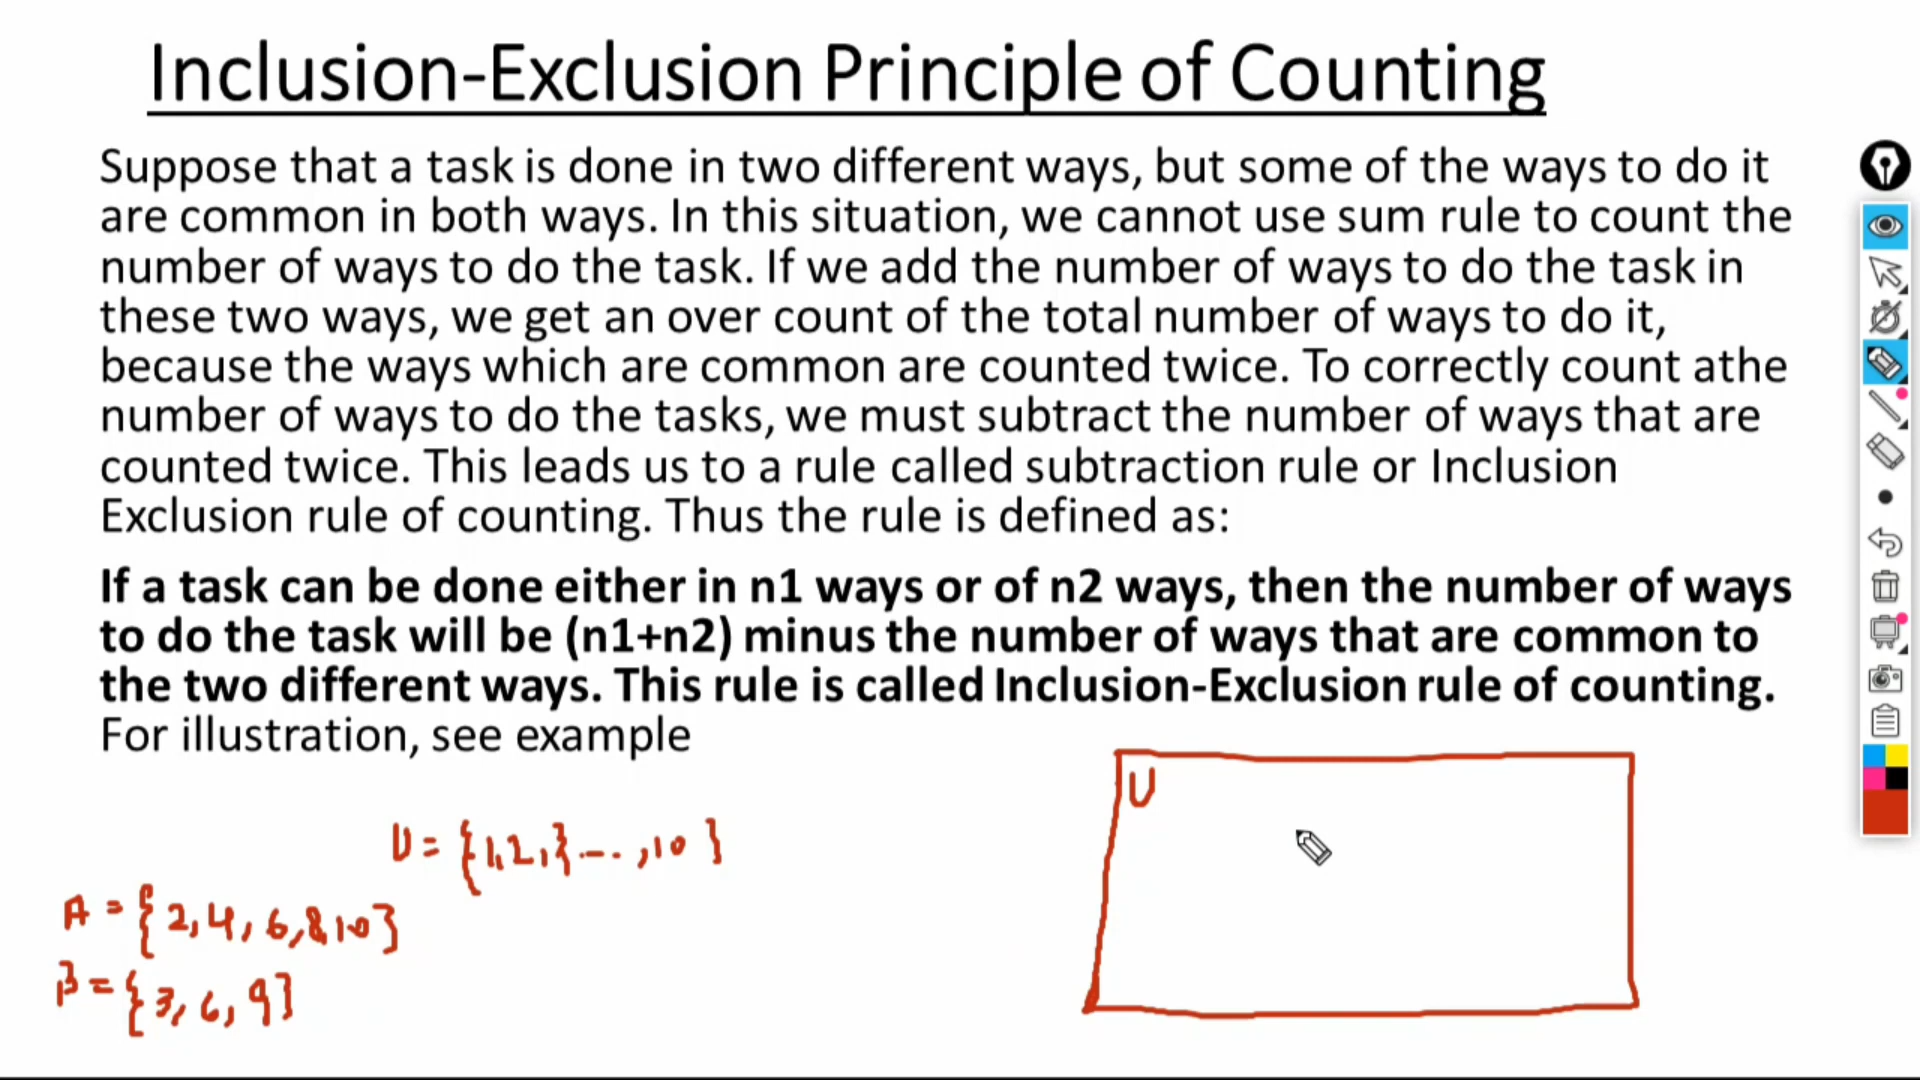 Inclusion-Exclusion Principle of Counting
Suppose that a task is done in two different ways, but some of the ways to do it
are common in both ways. In this situation, we cannot use sum rule to count the
number of ways to do the task. If we add the number of ways to do the task in
these two ways, we get an over count of the total number of ways to do it,
because the ways which are common are counted twice. To correctly count athe
number of ways to do the tasks, we must subtract the number of ways that are
counted twice. This leads us to a rule called subtraction rule or Inclusion
Exclusion rule of counting. Thus the rule is defined as:
If a task can be done either in n1 ways or of n2 ways, then the number of ways
to do the task will be (n1+n2) minus the number of ways that are common to
the two different ways. This rule is called Inclusion-Exclusion rule of counting.
For illustration, see example
U
U = {1,2,3-..,10}
A = {2,4,6,8,10}
B = {3,6,9}